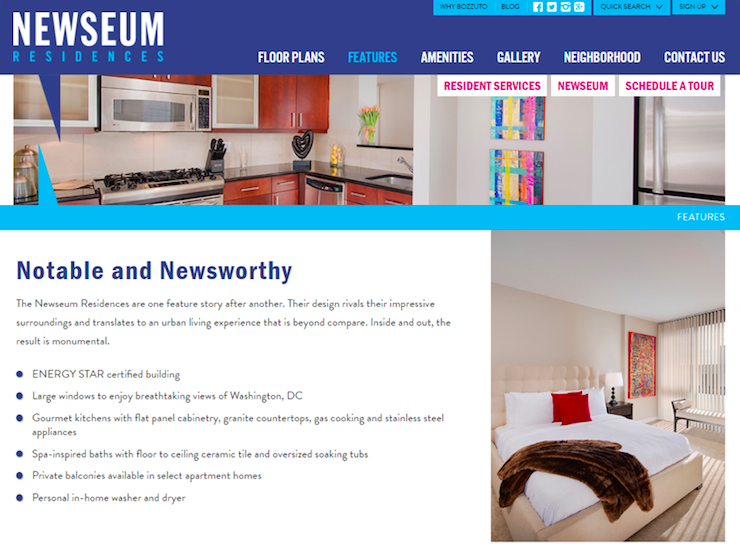 WHY BOZZUTO
BLOG
QUICK SEARCH
SIGN UP
NEWSEUM
RESIDENCES
FLOOR PLANS
FEATURES
AMENITIES
GALLERY
NEIGHBORHOOD
CONTACT US
RESIDENT SERVICES
NEWSEUM
SCHEDULE A TOUR
FEATURES
Notable and Newsworthy
The Newseum Residences are one feature story after another. Their design rivals their impressive
surroundings and translates to an urban living experience that is beyond compare. Inside and out, the
result is monumental.
ENERGY STAR certified building
Large windows to enjoy breathtaking views of Washington, DC
Gourmet kitchens with flat panel cabinetry, granite countertops, gas cooking and stainless steel
appliances
Spa-inspired baths with floor to ceiling ceramic tile and oversized soaking tubs
Private balconies available in select apartment homes
Personal in-home washer and dryer